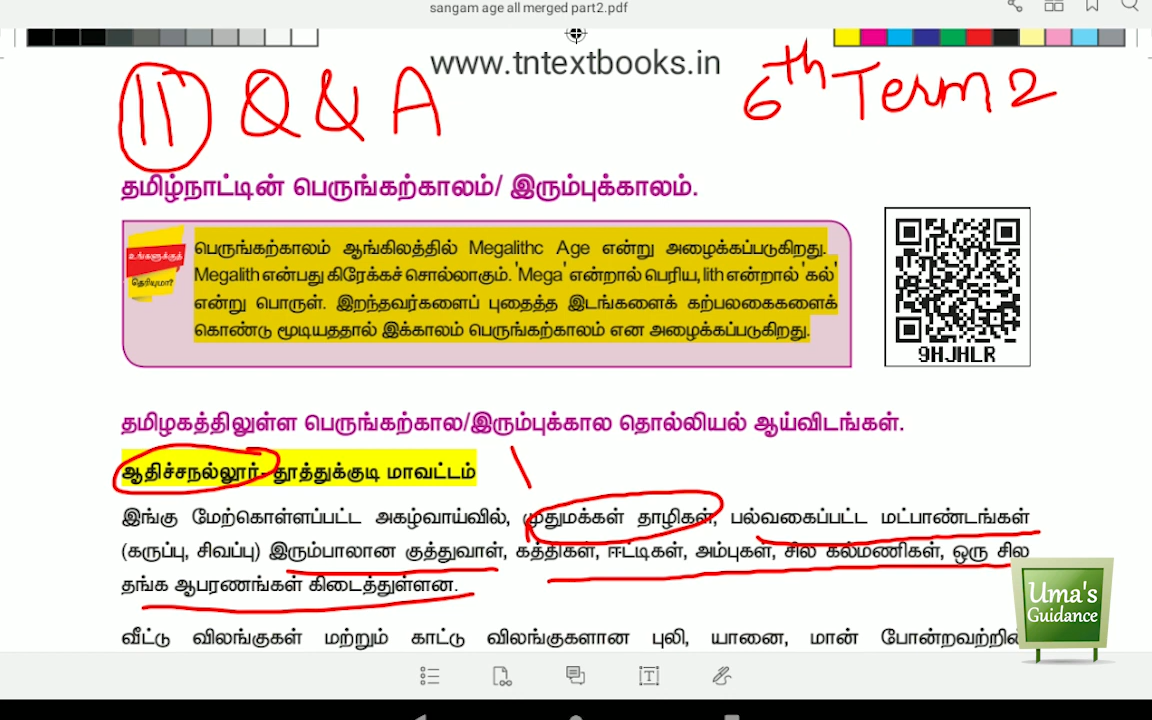 sangam age all merged part2.pdf
www.tntextbooks.in
11 Q & A
6th Term 2
தமிழ்நாட்டின் பெருங்கற்காலம்/ இரும்புக்காலம்.
உங்களுக்குத்
தெரியுமா?
பெருங்கற்காலம் ஆங்கிலத்தில் Megalithc Age என்று அழைக்கப்படுகிறது.
Megalith என்பது கிரேக்கச் சொல்லாகும். 'Mega' என்றால் பெரிய, lith என்றால் 'கல்'
என்று பொருள். இறந்தவர்களைப் புதைத்த இடங்களைக் கற்பலகைகளைக்
கொண்டு மூடியததால் இக்காலம் பெருங்கற்காலம் என அழைக்கப்படுகிறது.
9HJHLR
தமிழகத்திலுள்ள பெருங்கற்கால/இரும்புக்கால தொல்லியல் ஆய்விடங்கள்.
ஆதிச்சநல்லூர்- தூத்துக்குடி மாவட்டம்
இங்கு மேற்கொள்ளப்பட்ட அகழ்வாய்வில், முதுமக்கள் தாழிகள், பல்வகைப்பட்ட மட்பாண்டங்கள்
(கருப்பு, சிவப்பு) இரும்பாலான குத்துவாள், கத்திகள், ஈட்டிகள், அம்புகள், சில கல்மணிகள், ஒரு சில
தங்க ஆபரணங்கள் கிடைத்துள்ளன.
வீட்டு விலங்குகள் மற்றும் காட்டு விலங்குகளான புலி, யானை, மான் போன்றவற்றின்
Uma's
Guidance